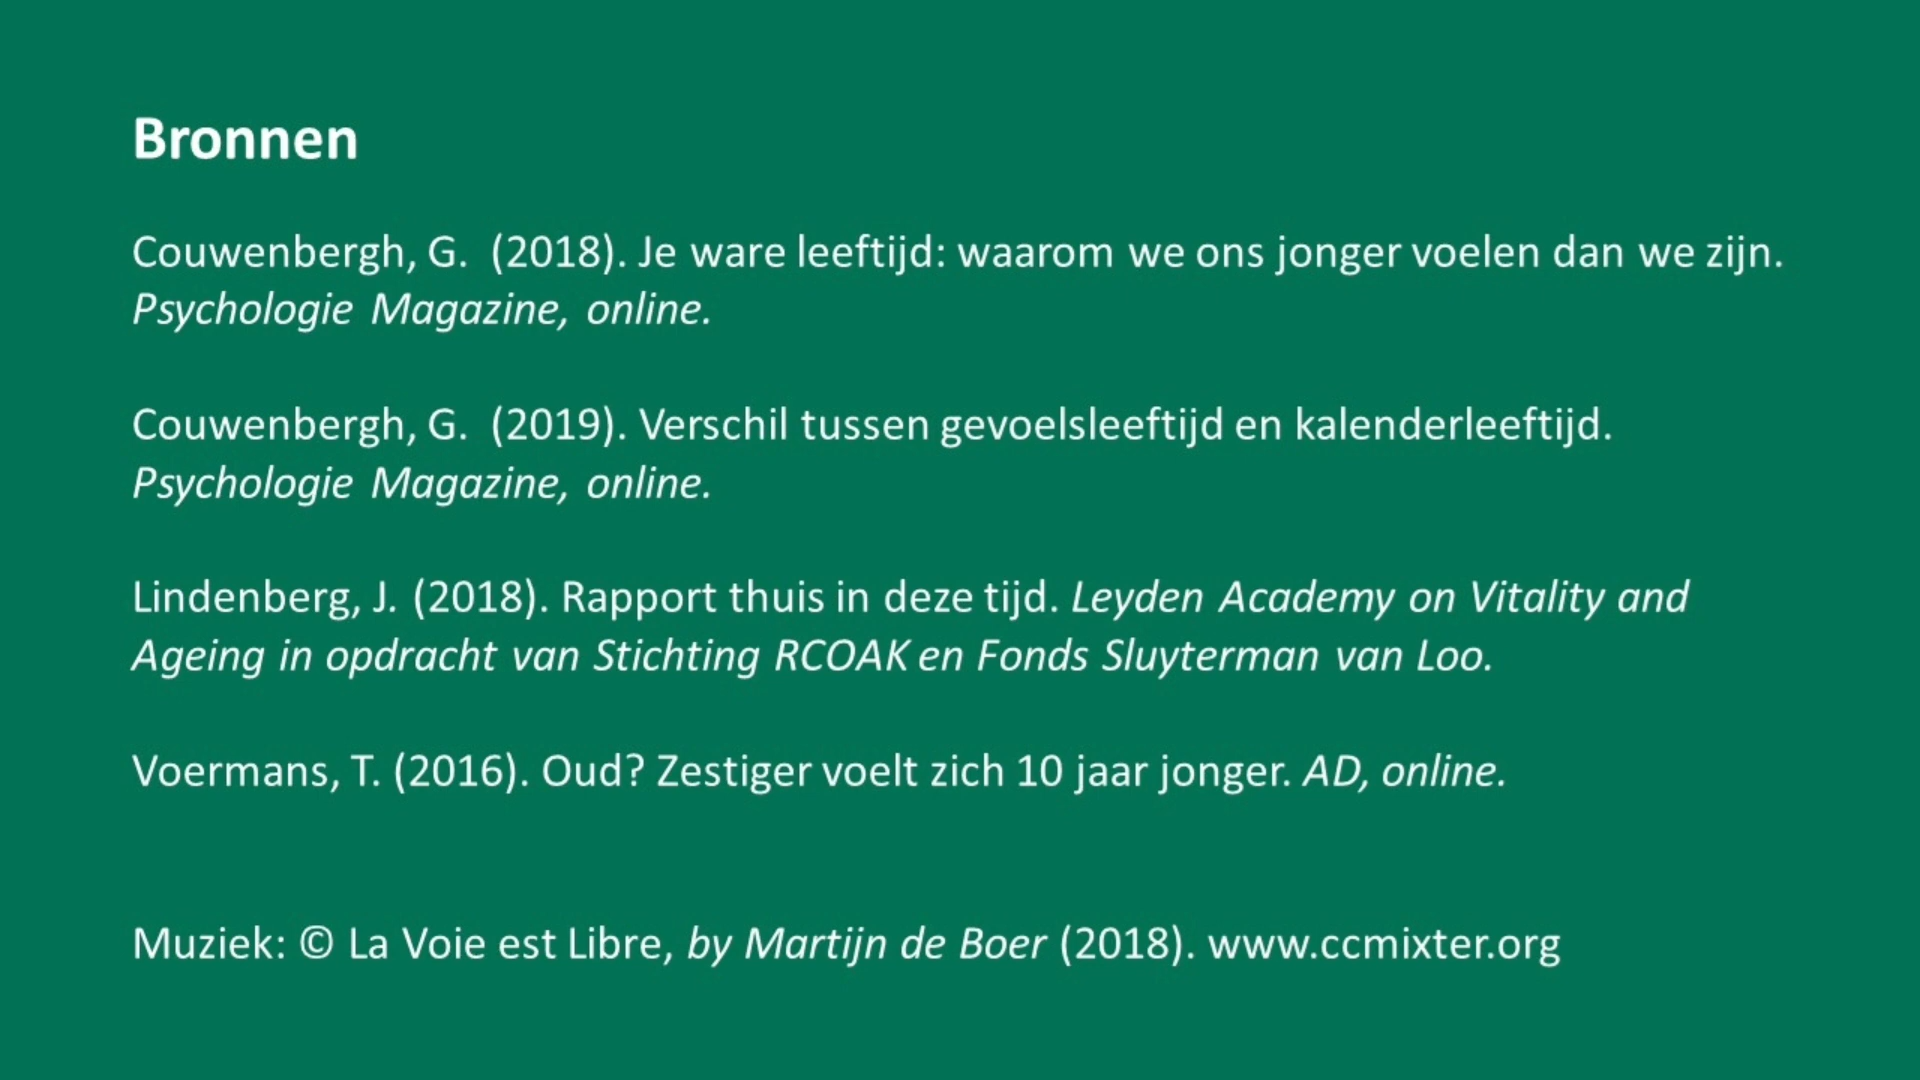 Bronnen
Couwenbergh, G. (2018). Je ware leeftijd: waarom we ons jonger voelen dan we zijn.
Psychologie Magazine, online.
Couwenbergh, G. (2019). Verschil tussen gevoelsleeftijd en kalenderleeftijd.
Psychologie Magazine, online.
Lindenberg, J. (2018). Rapport thuis in deze tijd. Leyden Academy on Vitality and
Ageing in opdracht van Stichting RCOAK en Fonds Sluyterman van Loo.
Voermans, T. (2016). Oud? Zestiger voelt zich 10 jaar jonger. AD, online.
Muziek: © La Voie est Libre, by Martijn de Boer (2018). www.ccmixter.org